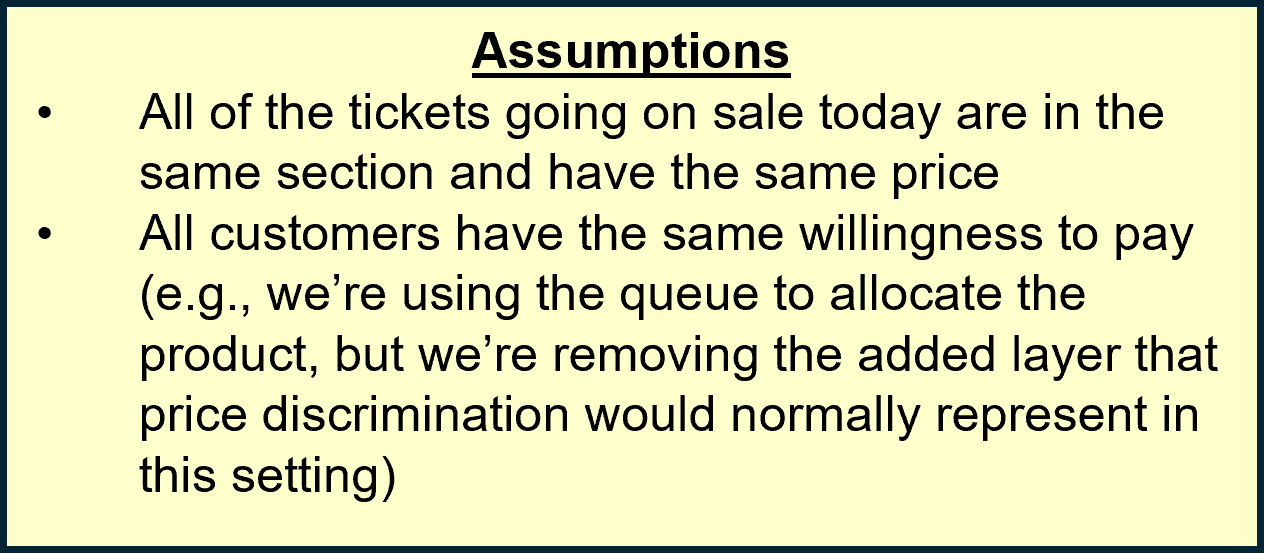 Assumptions
• All of the tickets going on sale today are in the
same section and have the same price
• All customers have the same willingness to pay
(e.g., we’re using the queue to allocate the
product, but we’re removing the added layer that
price discrimination would normally represent in
this setting)